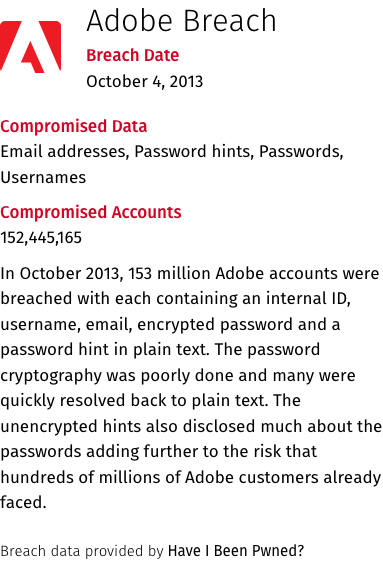 Adobe Breach
Breach Date
October 4, 2013
Compromised Data
Email addresses, Password hints, Passwords,
Usernames
Compromised Accounts
152,445,165
In October 2013, 153 million Adobe accounts were
breached with each containing an internal ID,
username, email, encrypted password and a
password hint in plain text. The password
cryptography was poorly done and many were
quickly resolved back to plain text. The
unencrypted hints also disclosed much about the
passwords adding further to the risk that
hundreds of millions of Adobe customers already
faced.
Breach data provided by Have I Been Pwned?